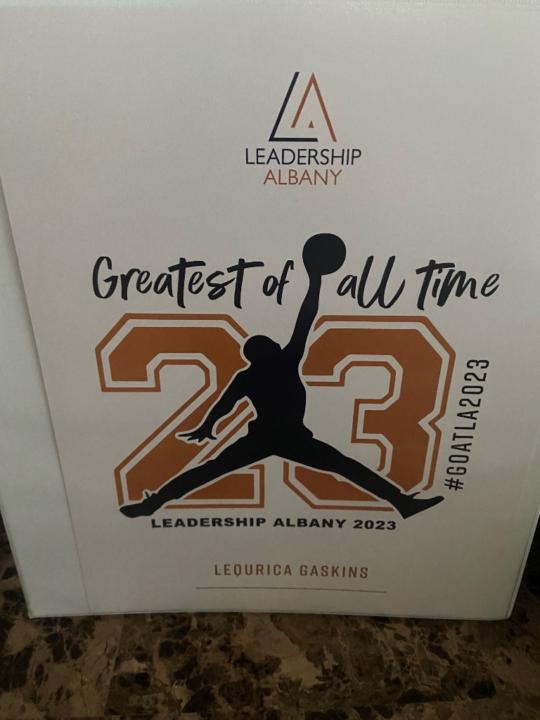 LA
LEADERSHIP
ALBANY
Greatest of all time
23
#GOATLA2023
LEADERSHIP ALBANY 2023
LEQURICA GASKINS